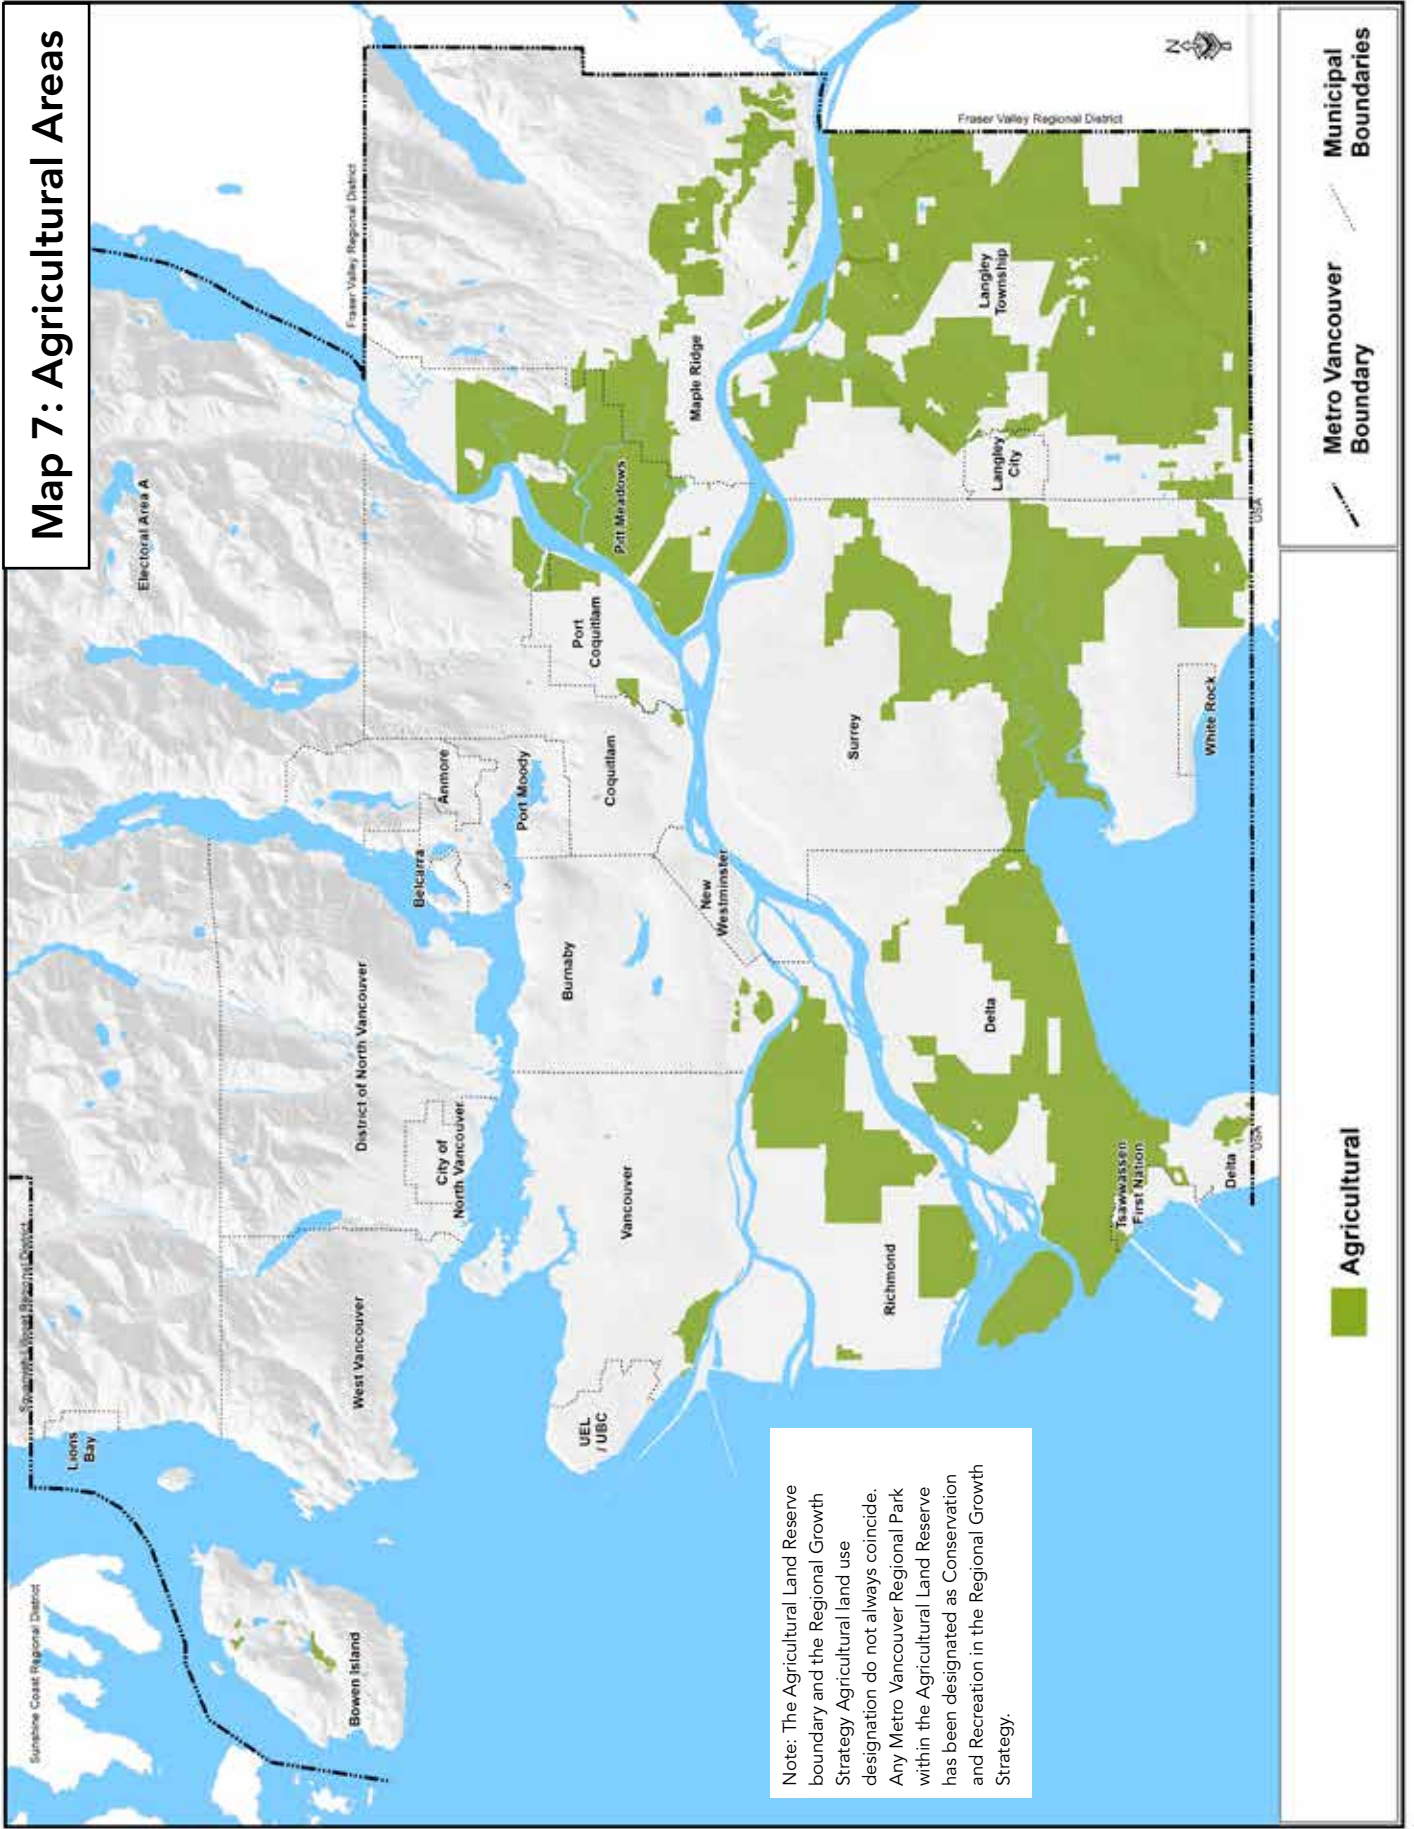 Map 7: Agricultural Areas
Sunshine Coast Regional District
Squamish Lillooet Regional District
Fraser Valley Regional District
Fraser Valley Regional District
Electoral Area A
Lions
Bay
Bowen Island
West Vancouver
District of North Vancouver
City of
North Vancouver
Belcarra
Anmore
Port Moody
Coquitlam
Port
Coquitlam
Pitt Meadows
Maple Ridge
UEL
/ UBC
Vancouver
Burnaby
New
Westminster
Richmond
Surrey
Delta
Langley
City
Langley
Township
White Rock
Tsawwassen
First Nation
Delta
USA
USA
N
Note: The Agricultural Land Reserve
boundary and the Regional Growth
Strategy Agricultural land use
designation do not always coincide.
Any Metro Vancouver Regional Park
within the Agricultural Land Reserve
has been designated as Conservation
and Recreation in the Regional Growth
Strategy.
Agricultural
Metro Vancouver
Boundary
Municipal
Boundaries